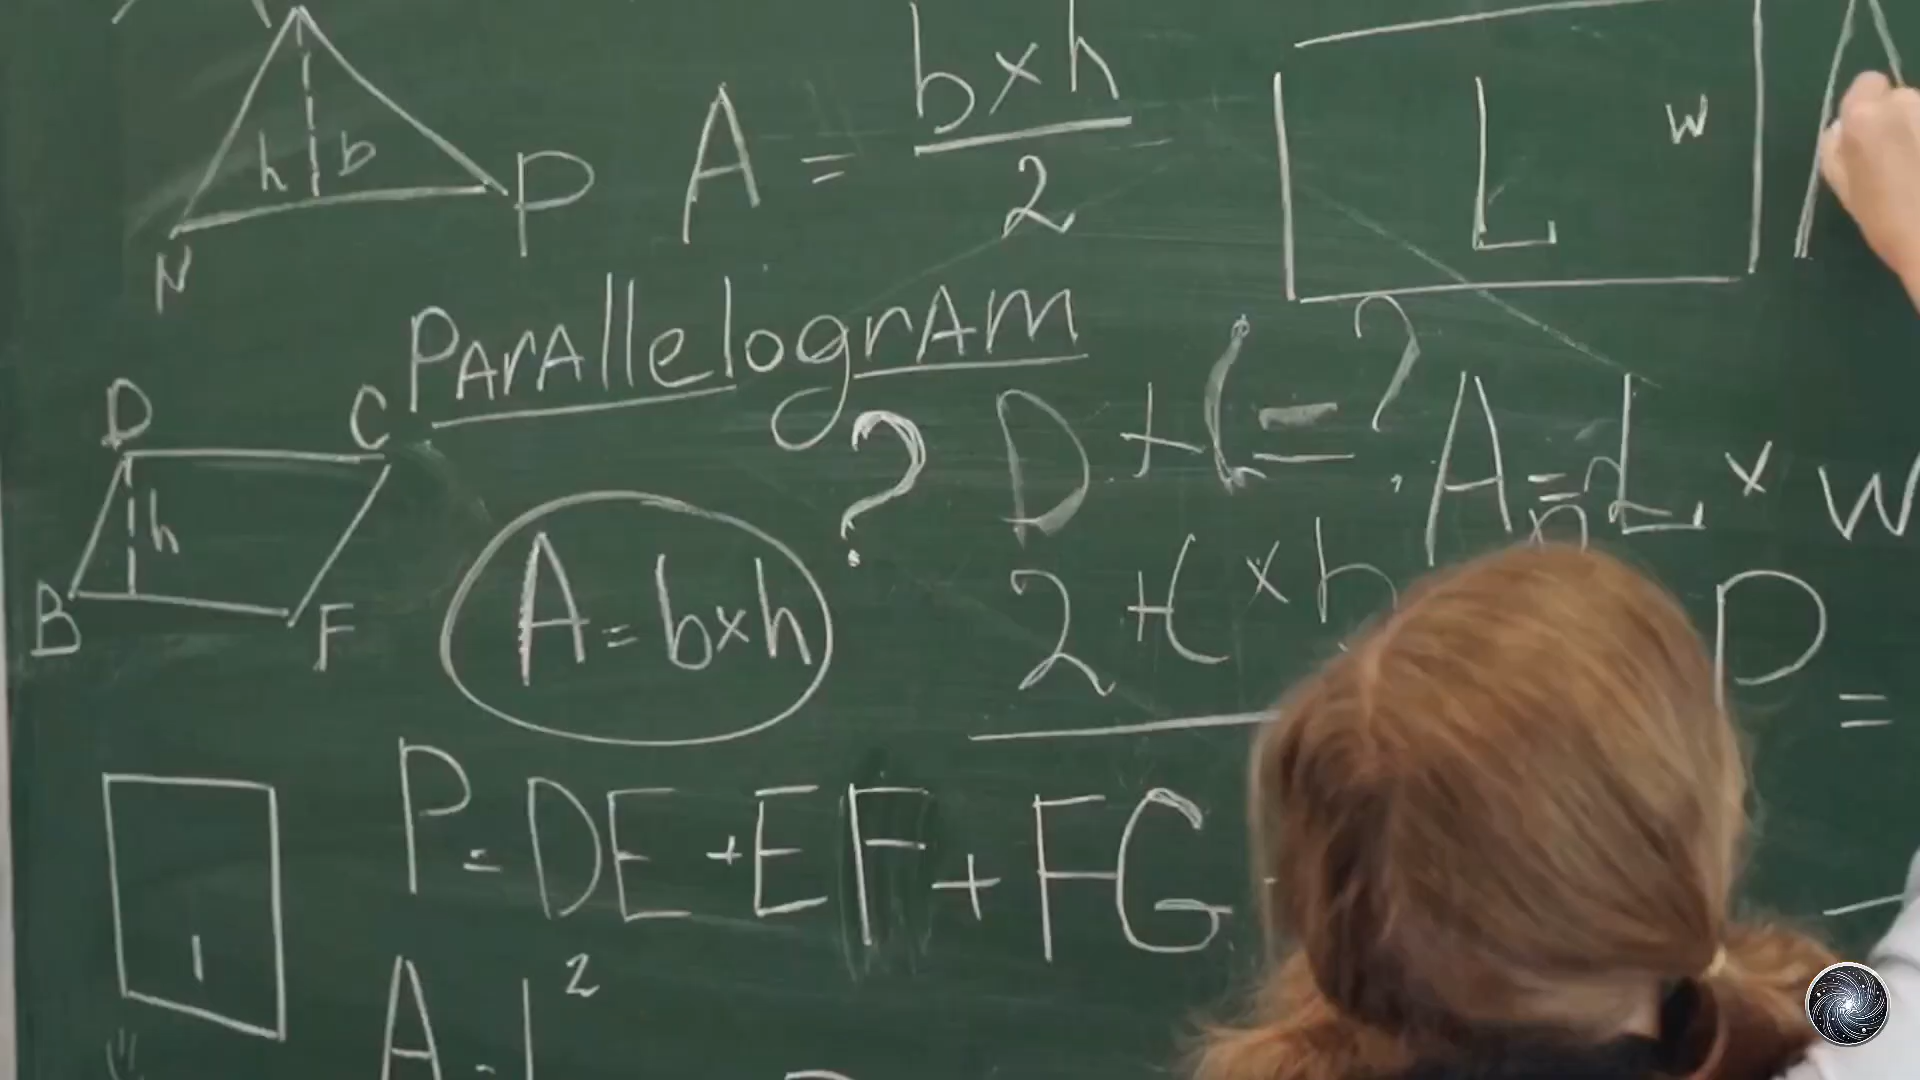 h b
P
N
A = b×h/2
L w
Parallelogram
D C
h
B F
A = b×h
?
D + ( = ?
A = L × W
2 + ( × h
P =
P = DE + EF + FG
l
A = l²